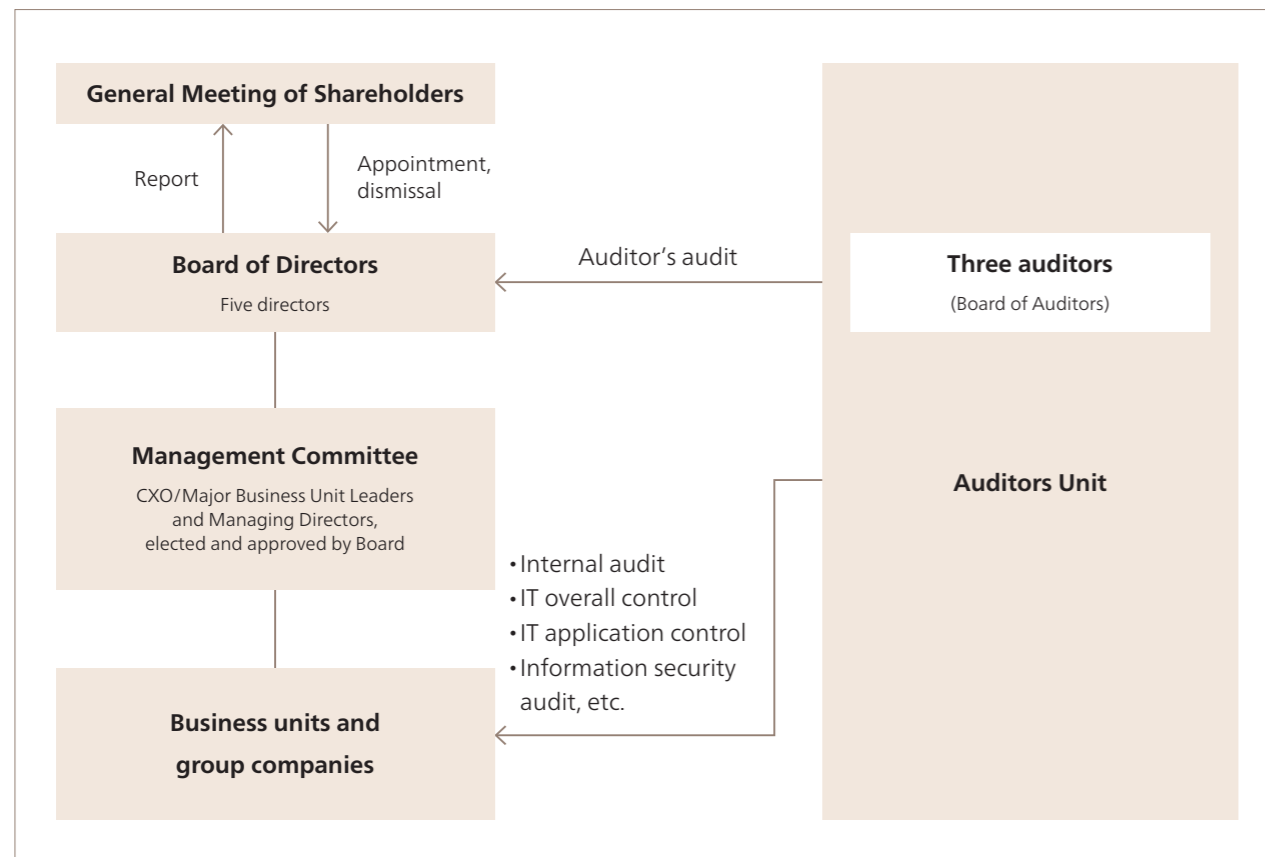 General Meeting of Shareholders
Report
Appointment,
dismissal
Board of Directors
Five directors
Auditor’s audit
Three auditors
(Board of Auditors)
Management Committee
CXO/Major Business Unit Leaders
and Managing Directors,
elected and approved by Board
Auditors Unit
・Internal audit
・IT overall control
・IT application control
・Information security
audit, etc.
Business units and
group companies